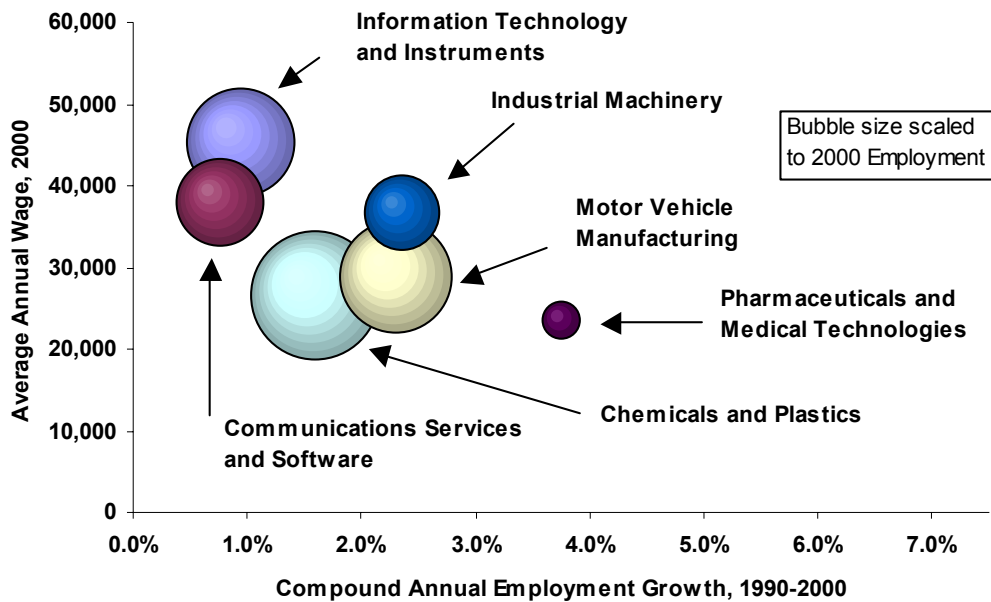 60,000
50,000
40,000
30,000
20,000
10,000
0
Average Annual Wage, 2000
Information Technology
and Instruments
Industrial Machinery
Bubble size scaled
to 2000 Employment
Motor Vehicle
Manufacturing
Pharmaceuticals and
Medical Technologies
Chemicals and Plastics
Communications Services
and Software
0.0% 1.0% 2.0% 3.0% 4.0% 5.0% 6.0% 7.0%
Compound Annual Employment Growth, 1990-2000